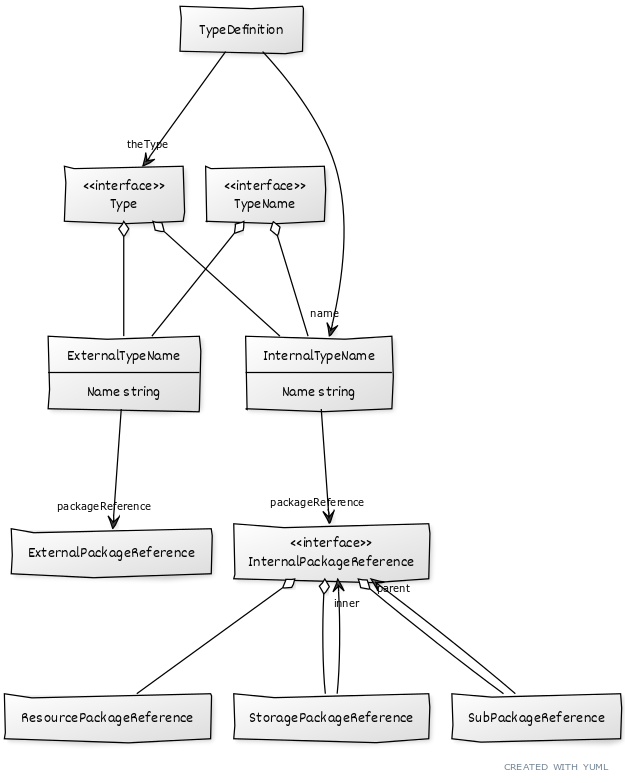 TypeDefinition
theType
<<interface>>
Type
<<interface>>
TypeName
name
ExternalTypeName
Name string
InternalTypeName
Name string
packageReference
packageReference
ExternalPackageReference
<<interface>>
InternalPackageReference
parent
inner
ResourcePackageReference
StoragePackageReference
SubPackageReference
CREATED WITH YUML